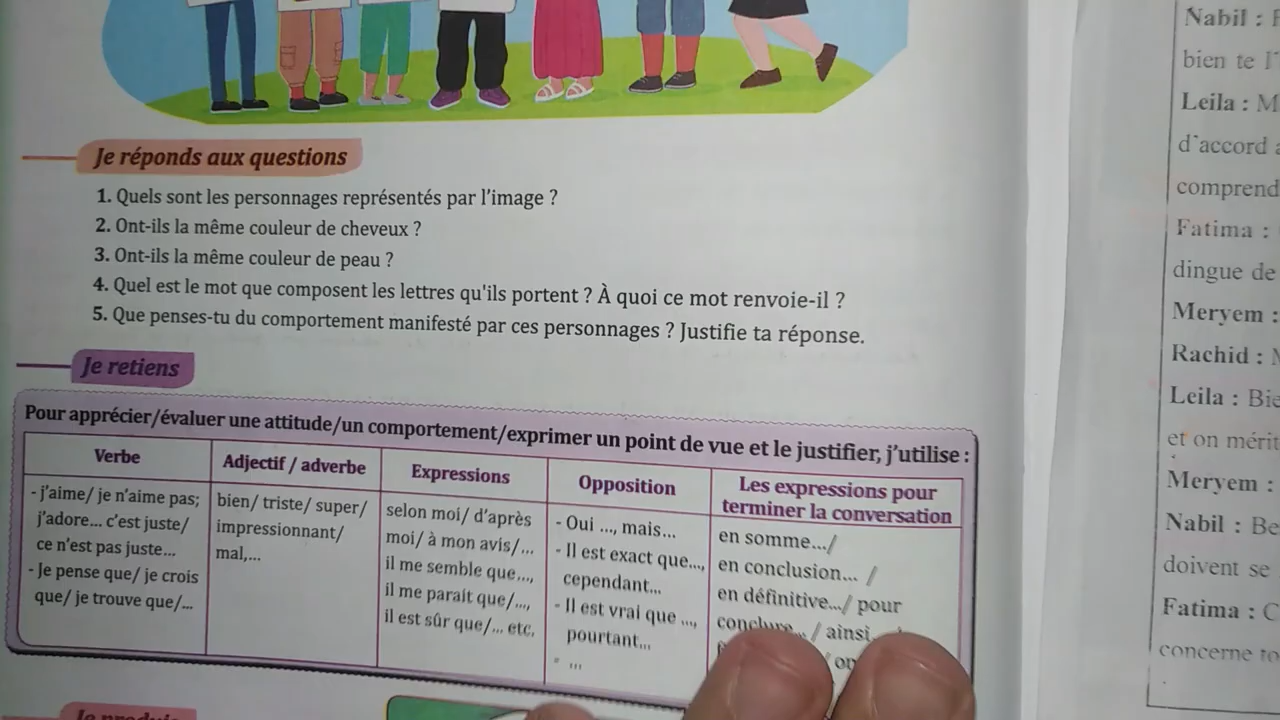 Je réponds aux questions
1. Quels sont les personnages représentés par l'image ?
2. Ont-ils la même couleur de cheveux ?
3. Ont-ils la même couleur de peau ?
4. Quel est le mot que composent les lettres qu'ils portent ? À quoi ce mot renvoie-il ?
5. Que penses-tu du comportement manifesté par ces personnages ? Justifie ta réponse.
Je retiens
Pour apprécier/évaluer une attitude/un comportement/exprimer un point de vue et le justifier, j'utilise :
Verbe
- j'aime/ je n'aime pas;
j'adore... c'est juste/
ce n'est pas juste...
- Je pense que/ je crois
que/ je trouve que/...
Adjectif / adverbe
bien/ triste/ super/
impressionnant/
mal,...
Expressions
selon moi/ d'après
moi/ à mon avis/...
il me semble que...,
il me parait que/...,
il est sûr que/... etc.
Opposition
- Oui ..., mais...
- Il est exact que...,
cependant...
- Il est vrai que ...,
pourtant...
- ...
Les expressions pour
terminer la conversation
en somme.../
en conclusion... /
en définitive.../ pour
conclure... / ainsi
Nabil :
bien te
Leila :
d'accord
comprend
Fatima :
dingue de
Meryem :
Rachid :
Leila :
et on mérit
Meryem :
Nabil :
doivent se
Fatima :
concerne